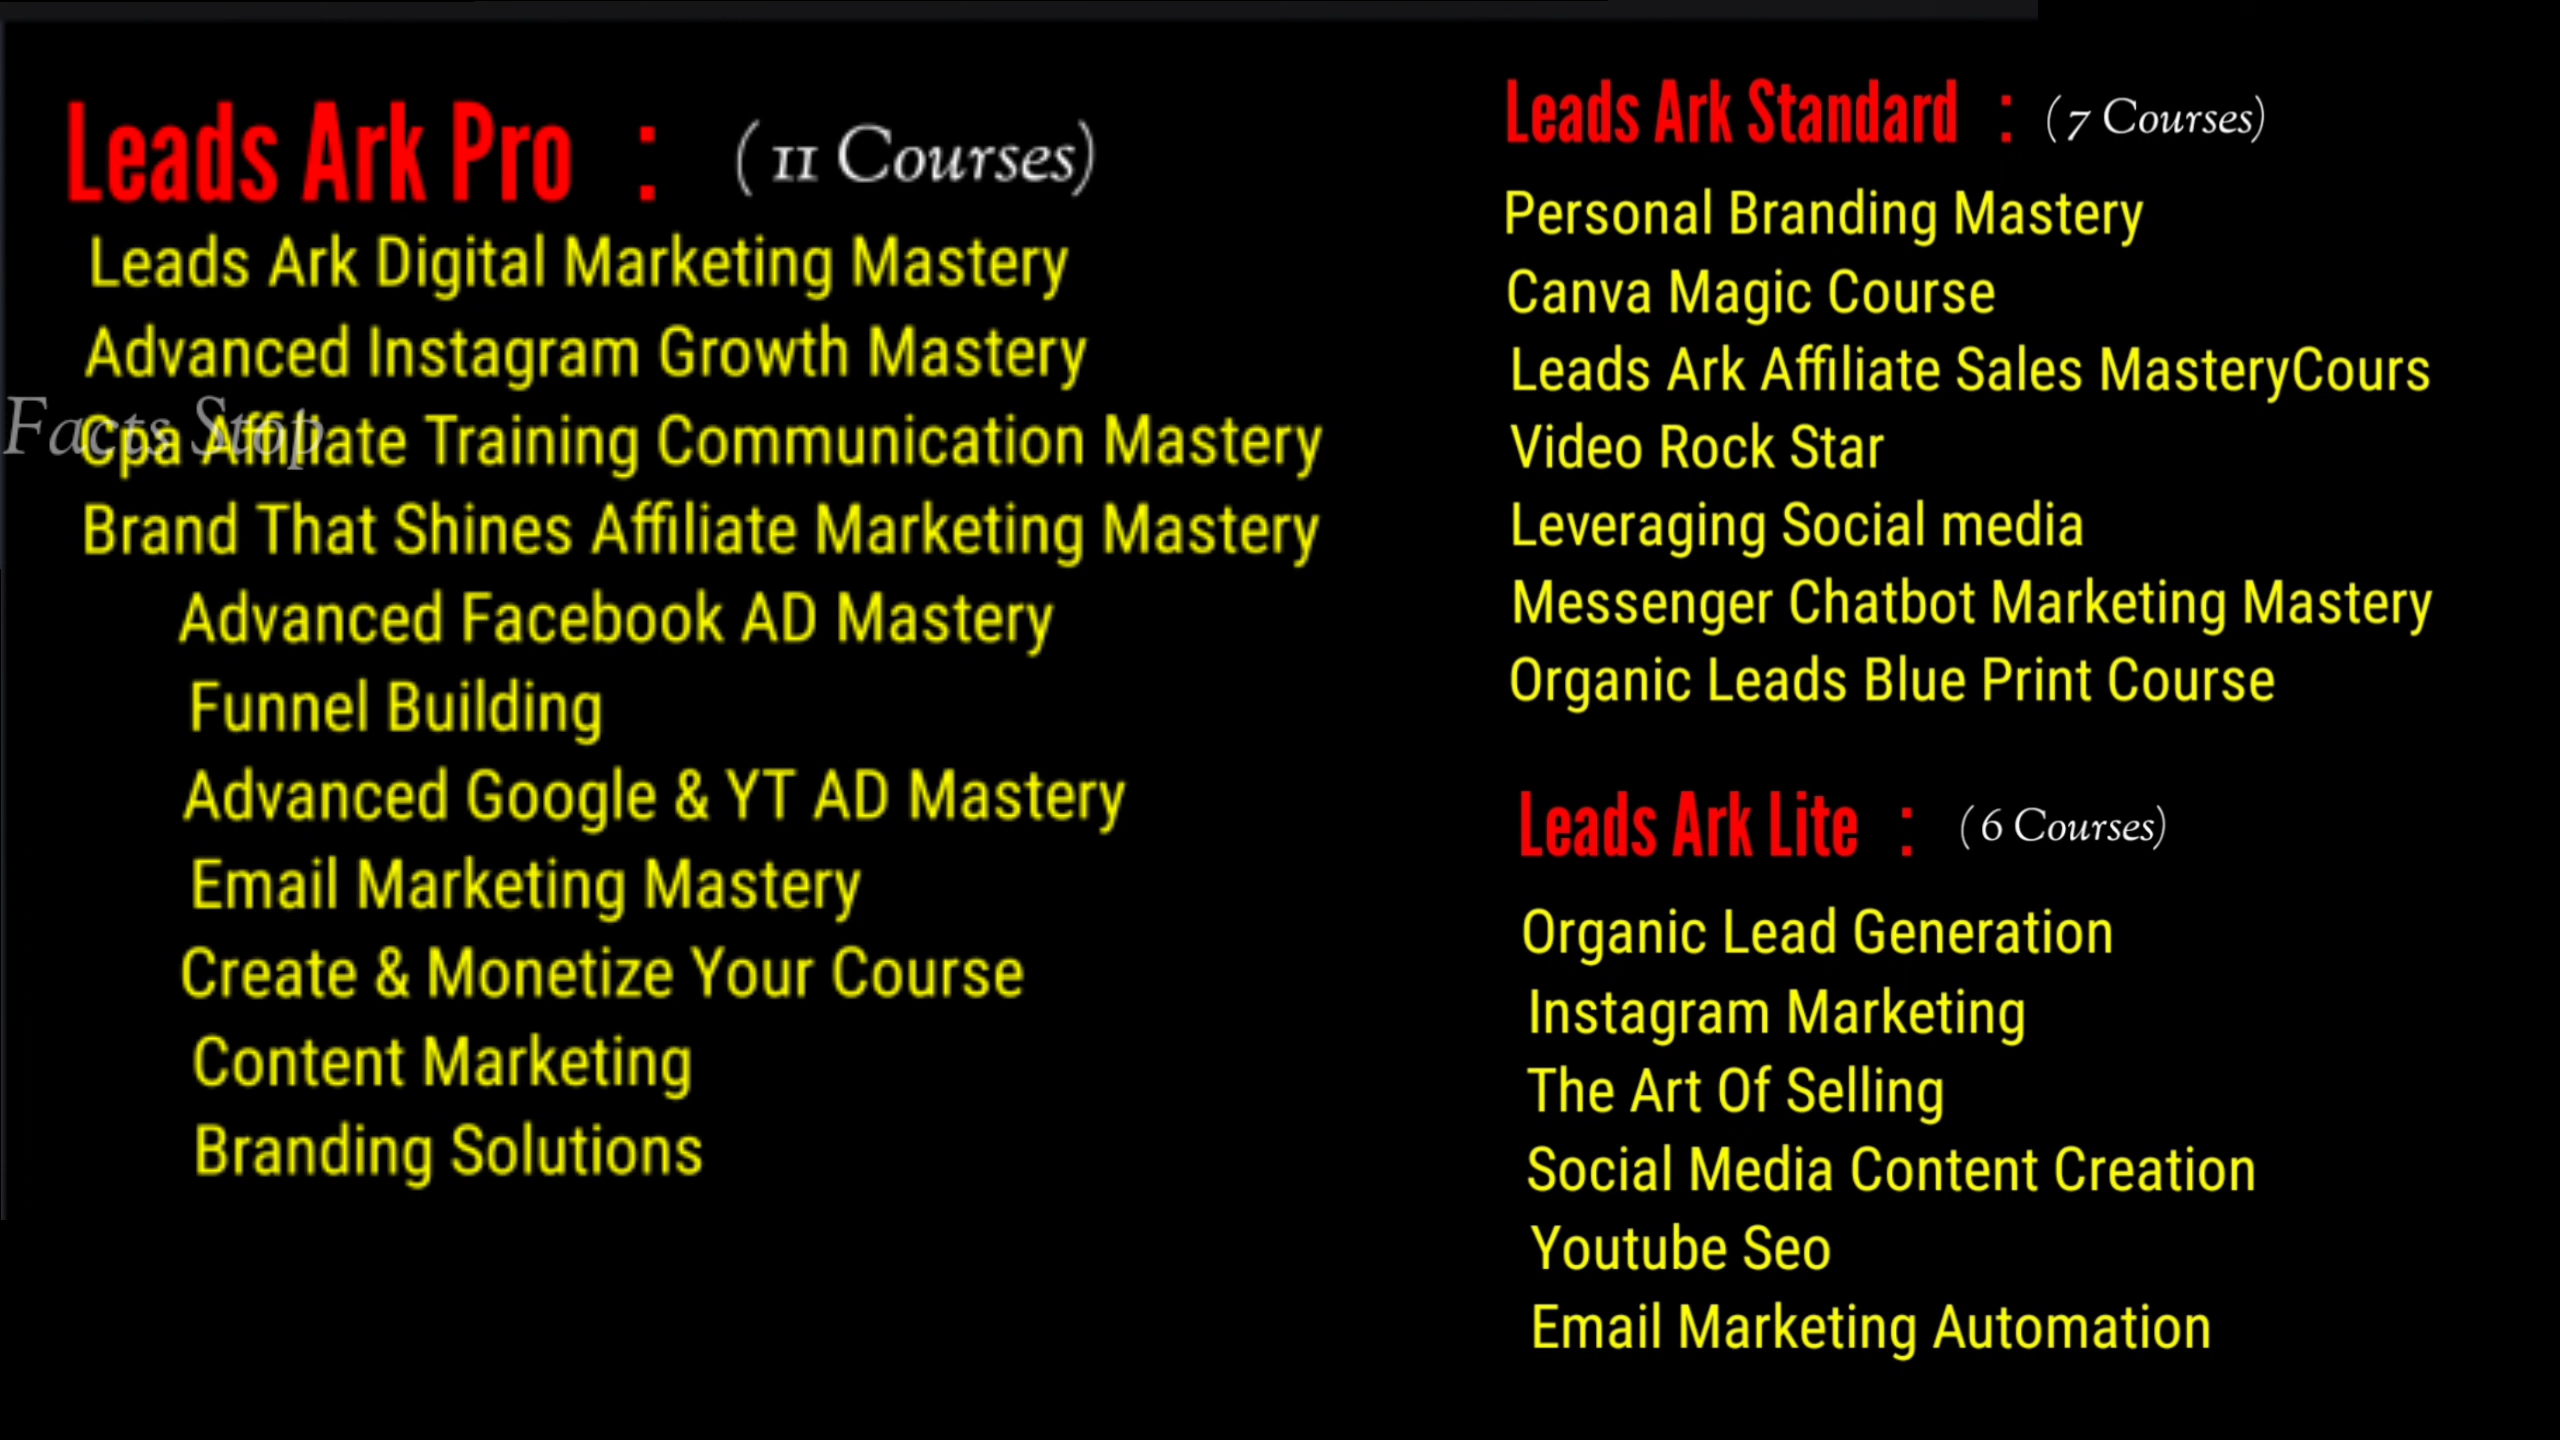 Leads Ark Pro : ( 11 Courses)
Leads Ark Digital Marketing Mastery
Advanced Instagram Growth Mastery
Facts Stop
Cpa Affiliate Training Communication Mastery
Brand That Shines Affiliate Marketing Mastery
Advanced Facebook AD Mastery
Funnel Building
Advanced Google & YT AD Mastery
Email Marketing Mastery
Create & Monetize Your Course
Content Marketing
Branding Solutions
Leads Ark Standard : ( 7 Courses)
Personal Branding Mastery
Canva Magic Course
Leads Ark Affiliate Sales MasteryCours
Video Rock Star
Leveraging Social media
Messenger Chatbot Marketing Mastery
Organic Leads Blue Print Course
Leads Ark Lite : ( 6 Courses)
Organic Lead Generation
Instagram Marketing
The Art Of Selling
Social Media Content Creation
Youtube Seo
Email Marketing Automation